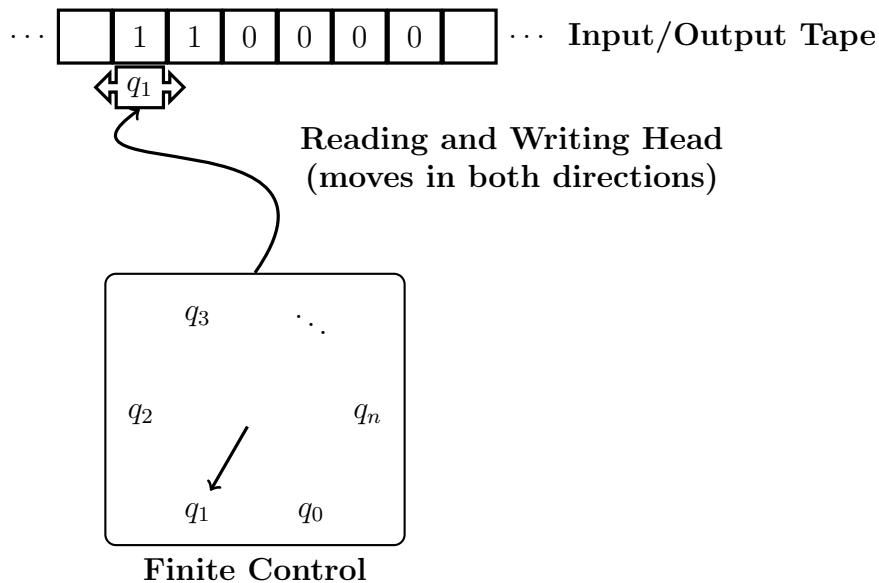 ··· 1 1 0 0 0 0 ··· Input/Output Tape
q₁
Reading and Writing Head
(moves in both directions)
q₃ ⋱
q₂ qₙ
q₁ q₀
Finite Control